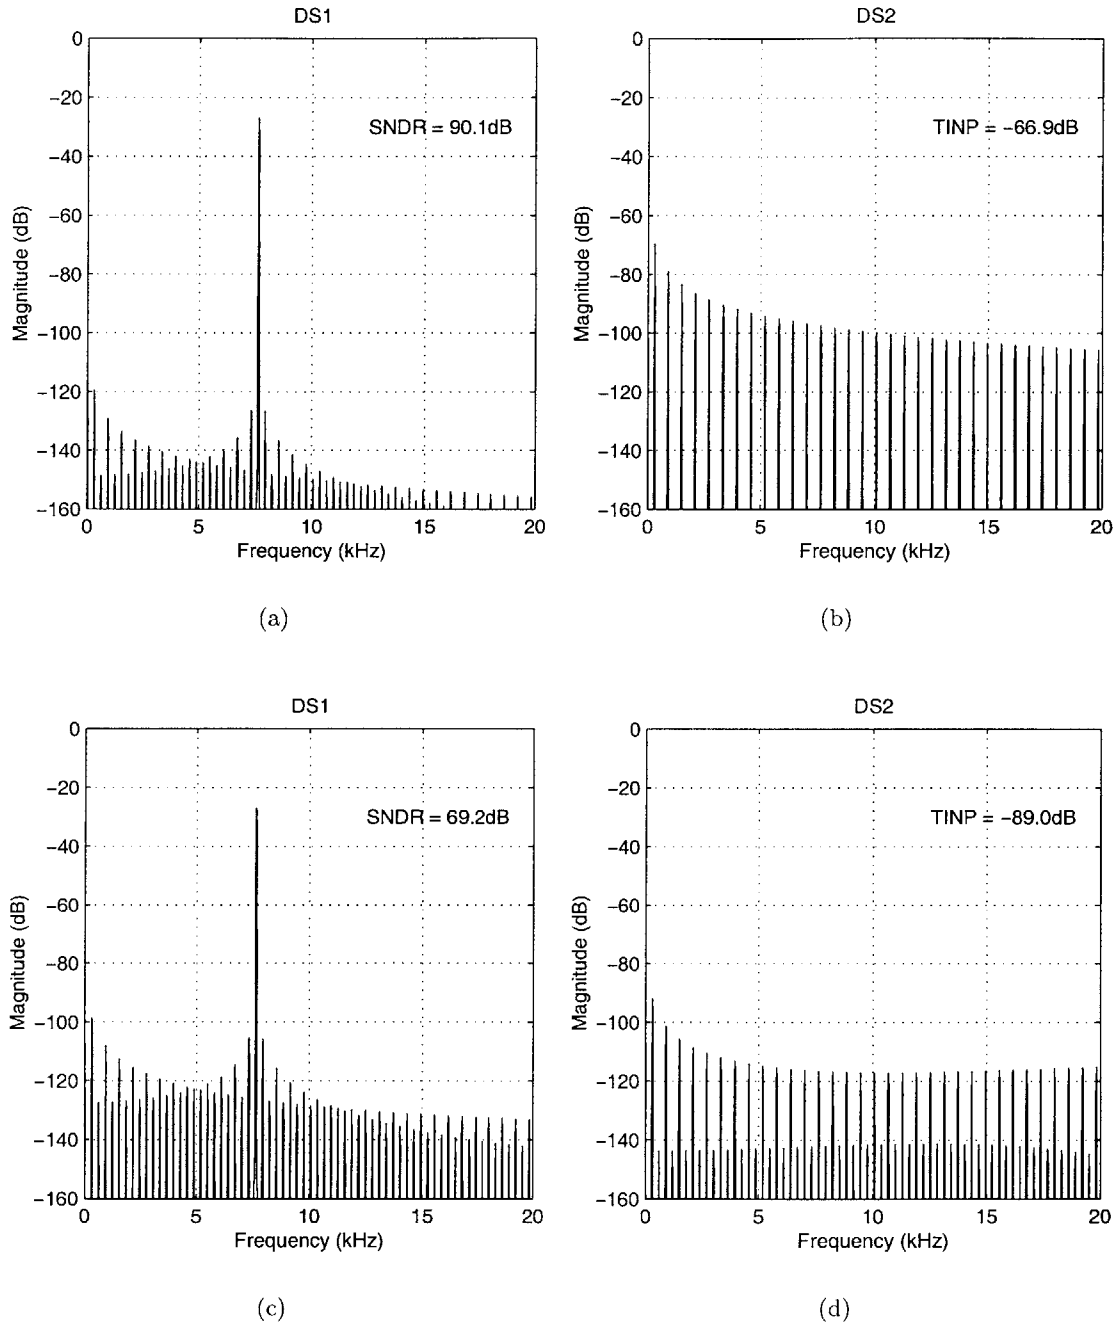 DS1
0
−20
−40
−60
−80
−100
−120
−140
−160
Magnitude (dB)
SNDR = 90.1dB
0 5 10 15 20
Frequency (kHz)
(a)
DS2
0
−20
−40
−60
−80
−100
−120
−140
−160
Magnitude (dB)
TINP = −66.9dB
0 5 10 15 20
Frequency (kHz)
(b)
DS1
0
−20
−40
−60
−80
−100
−120
−140
−160
Magnitude (dB)
SNDR = 69.2dB
0 5 10 15 20
Frequency (kHz)
(c)
DS2
0
−20
−40
−60
−80
−100
−120
−140
−160
Magnitude (dB)
TINP = −89.0dB
0 5 10 15 20
Frequency (kHz)
(d)